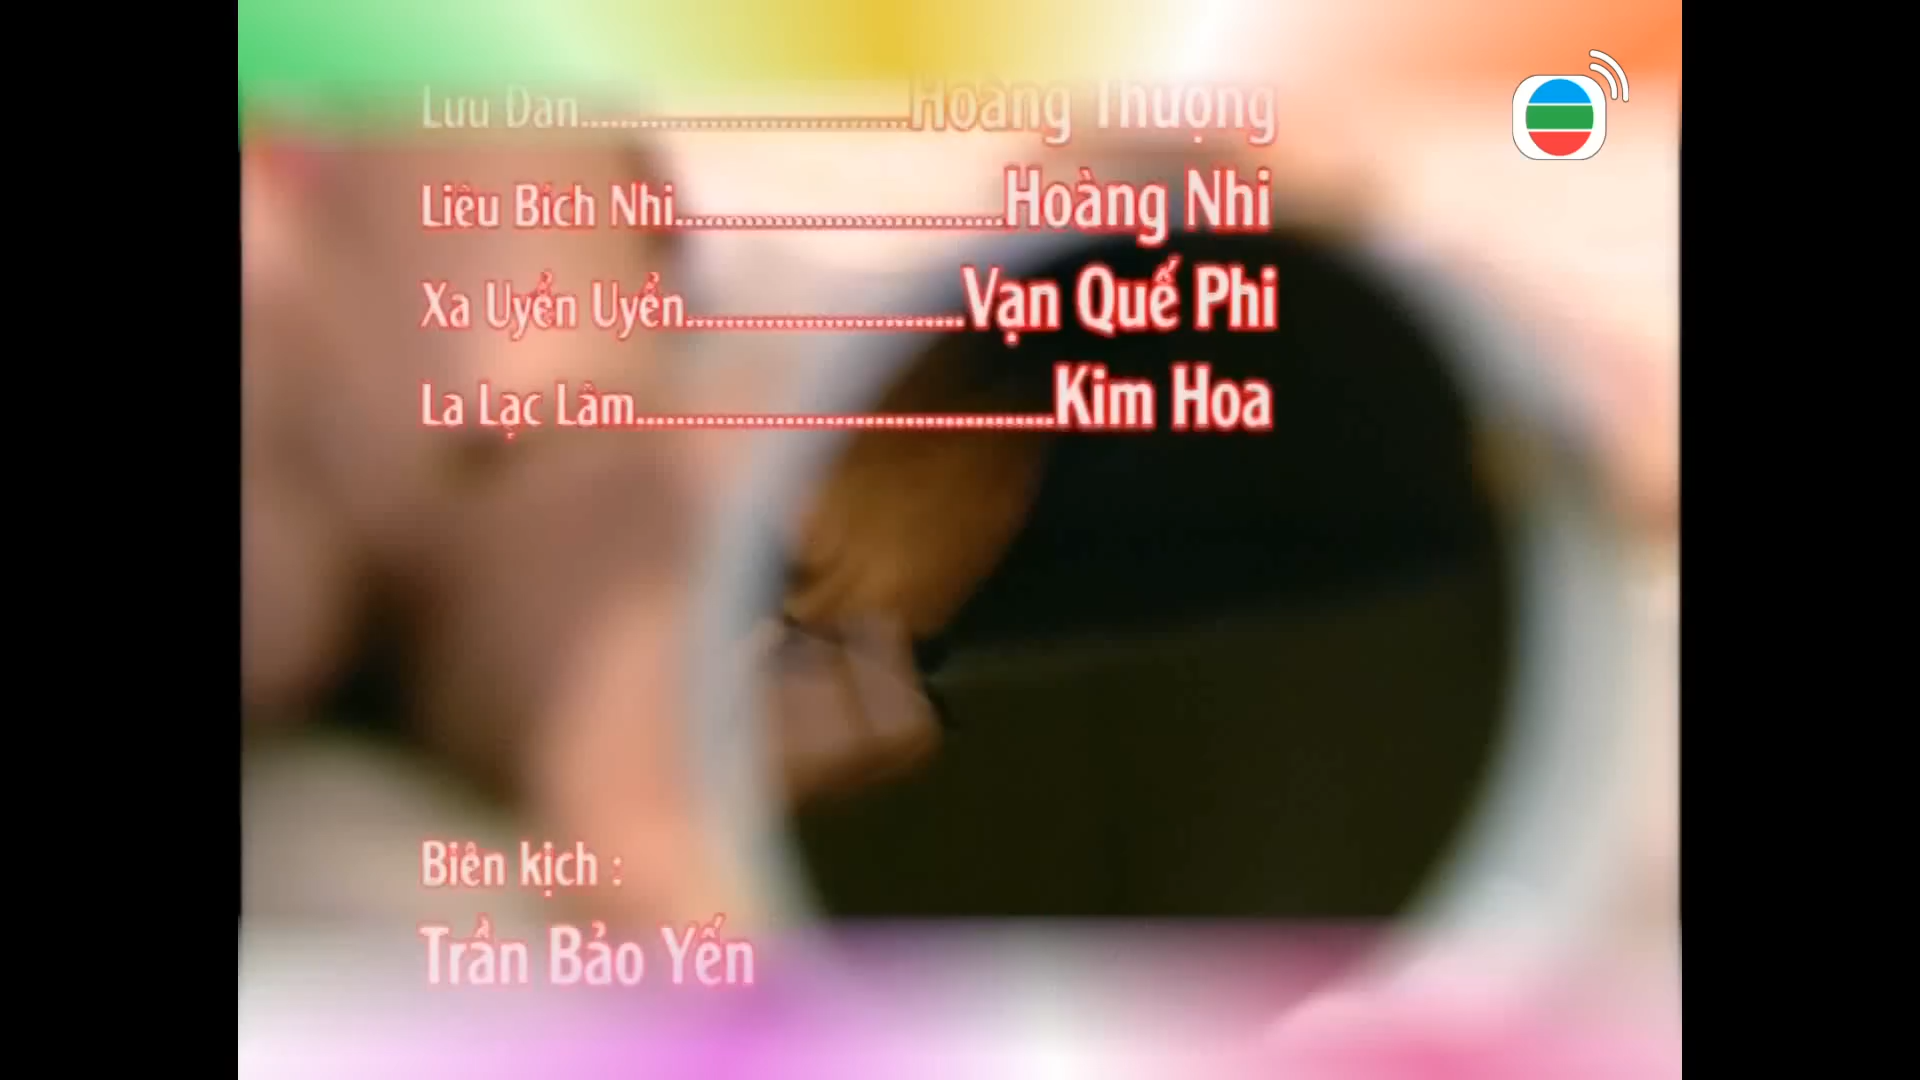 Lưu Dan....................................Hoàng Thượng
Liêu Bích Nhi....................................Hoàng Nhi
Xa Uyển Uyển..............................Vạn Quế Phi
La Lạc Lâm..............................................Kim Hoa
Biên kịch :
Trần Bảo Yến